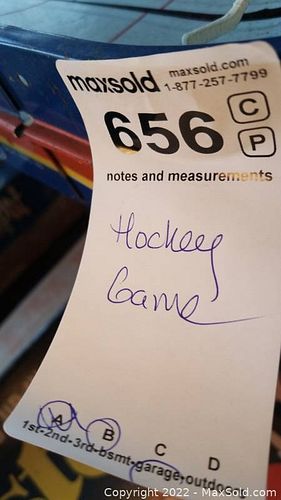 maxsold
maxsold.com
1-877-257-7799
656
C
P
notes and measurements
Hockey
Game
A B C D
1st-2nd-3rd-bsmt-garage-outdoors
Copyright 2022 - MaxSold.com